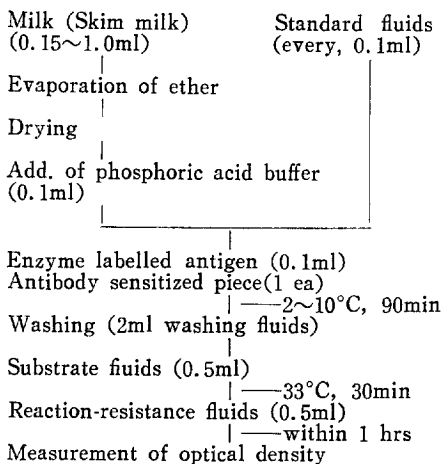 Milk (Skim milk)
(0.15~1.0ml)
Standard fluids
(every, 0.1ml)
Evaporation of ether
Drying
Add. of phosphoric acid buffer
(0.1ml)
Enzyme labelled antigen (0.1ml)
Antibody sensitized piece(1 ea)
2~10°C, 90min
Washing (2ml washing fluids)
Substrate fiuids (0.5ml)
33°C, 30min
Reaction-resistance fluids (0.5ml)
within 1 hrs
Measurement of optical density